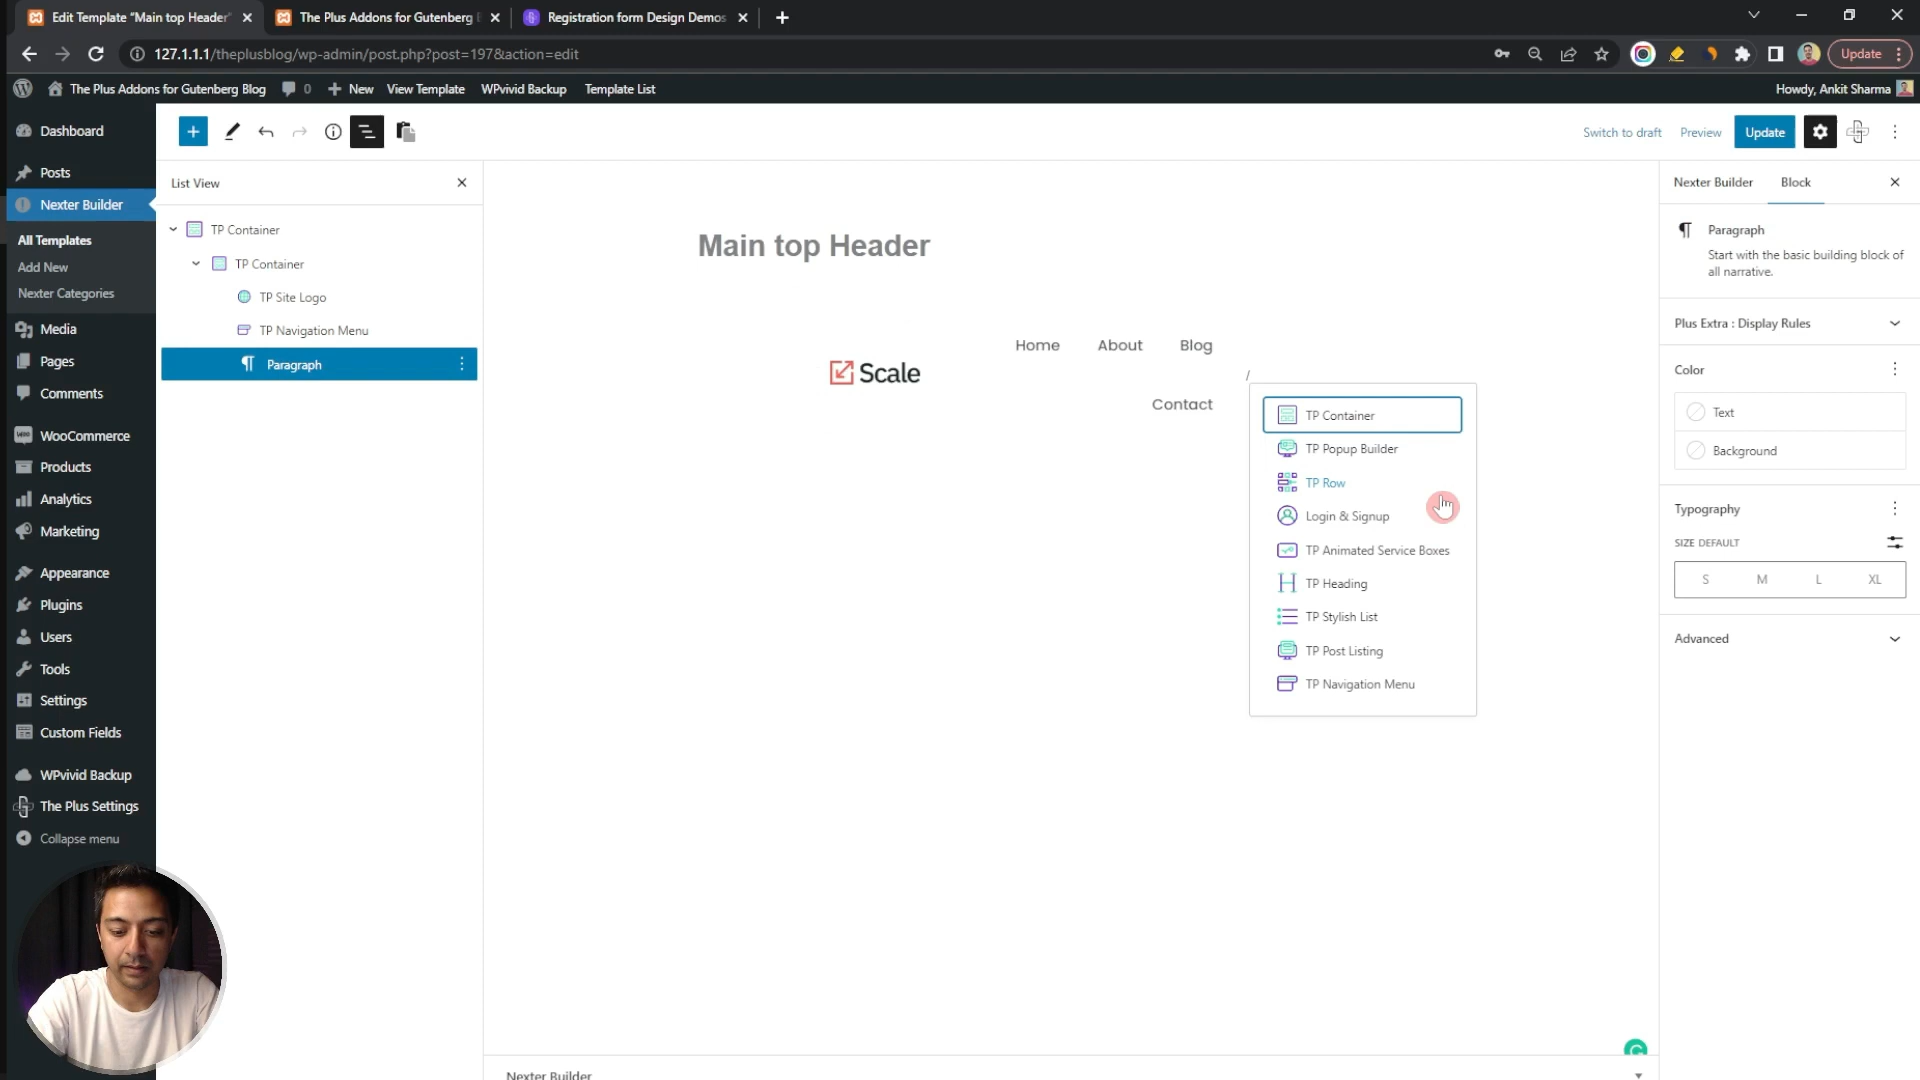 Edit Template “Main top Header”
The Plus Addons for Gutenberg
Registration form Design Demos
127.1.1.1/theplusblog/wp-admin/post.php?post=197&action=edit
Update
The Plus Addons for Gutenberg Blog
0
New
View Template
WPvivid Backup
Template List
Howdy, Ankit Sharma
Dashboard
Posts
Nexter Builder
All Templates
Add New
Nexter Categories
Media
Pages
Comments
WooCommerce
Products
Analytics
Marketing
Appearance
Plugins
Users
Tools
Settings
Custom Fields
WPvivid Backup
The Plus Settings
Collapse menu
Switch to draft
Preview
Update
List View
TP Container
TP Container
TP Site Logo
TP Navigation Menu
Paragraph
Main top Header
Scale
Home
About
Blog
Contact
/
TP Container
TP Popup Builder
TP Row
Login & Signup
TP Animated Service Boxes
TP Heading
TP Stylish List
TP Post Listing
TP Navigation Menu
Nexter Builder
Nexter Builder
Block
Paragraph
Start with the basic building block of
all narrative.
Plus Extra : Display Rules
Color
Text
Background
Typography
SIZE DEFAULT
S
M
L
XL
Advanced